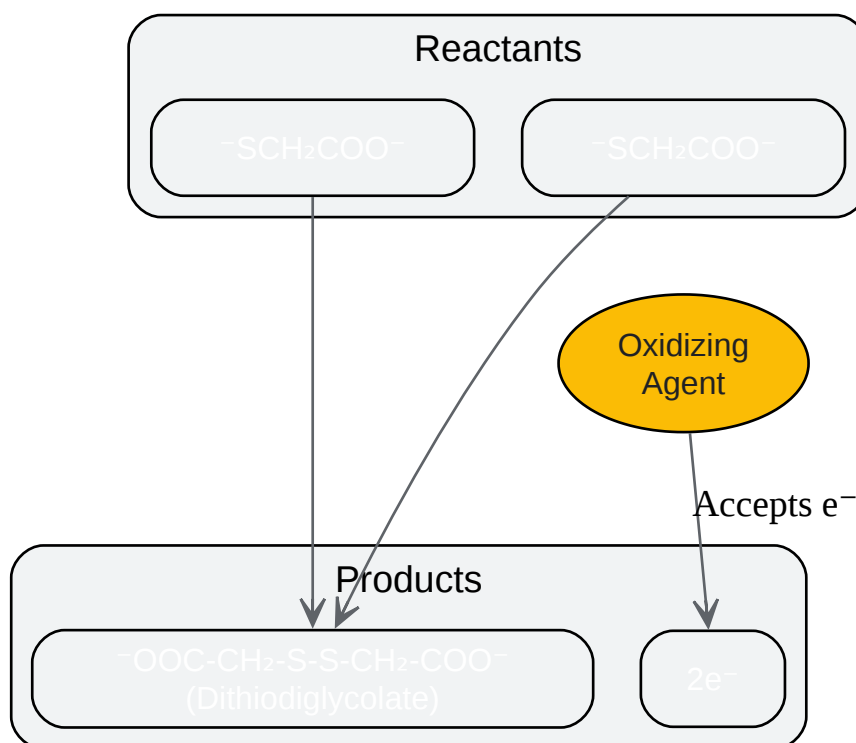 Reactants
⁻SCH₂COO⁻
⁻SCH₂COO⁻
Oxidizing
Agent
Accepts e⁻
Products
⁻OOC-CH₂-S-S-CH₂-COO⁻
(Dithiodiglycolate)
2e⁻